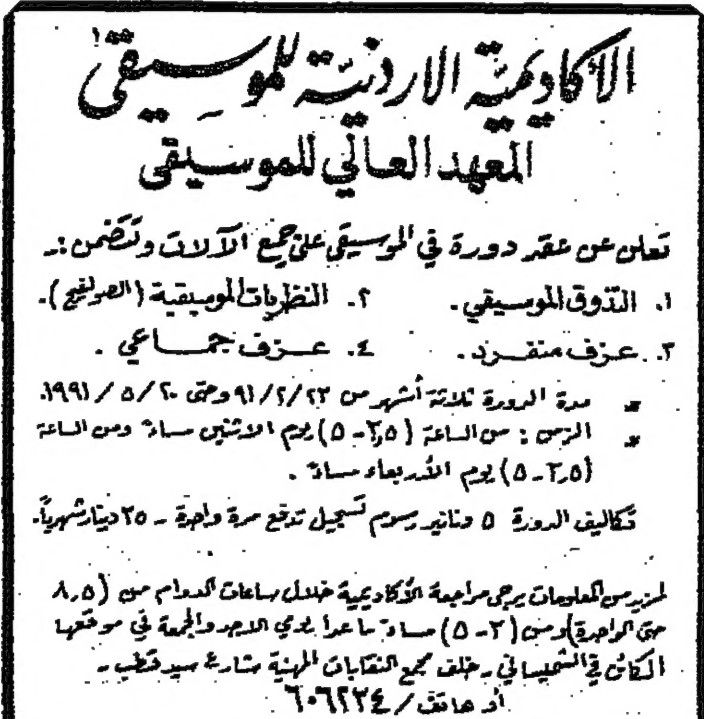 الأكاديمية الاردنية للموسيقى
المعهد العالي للموسيقى
تعلن عن عقد دورة في الموسيقى على جميع الآلات وتتضمن :ـ
١. التذوق الموسيقي . ٢. النظريات الموسيقية (الصولفيج).
٣. عزف منفرد . ٤. عزف جماعي .
* مدة الدورة ثلاثة أشهر من ٩١/٢/٢٣ وحتى ٢٠ / ٥ / ١٩٩١.
* الزمن : من الساعة (٣,٥ - ٥) يوم الاثنين مساءً ومن الساعة
(٣,٥ - ٥) يوم الأربعاء مساءً .
تكاليف الدورة ٥ دنانير رسوم تسجيل تدفع مرة واحدة - ٢٥ دينار شهرياً.
لمزيد من المعلومات يرجى مراجعة الأكاديمية خلال ساعات الدوام من (٨,٥
حتى الواحدة) ومن (٣ - ٥) مساءً ما عدا يومي الاحد والجمعة في موقعها
الكائن في الشميساني - خلف مجمع النقابات المهنية شارع سيد قطب -
أو هاتف / ٦٠٦٢٣٤